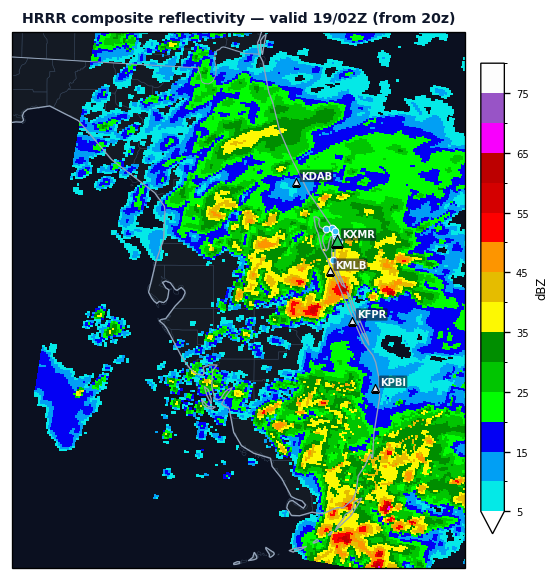 HRRR composite reflectivity — valid 19/02Z (from 20z)
KDAB
KXMR
KMLB
KFPR
KPBI
75
65
55
45
35
25
15
5
dBZ